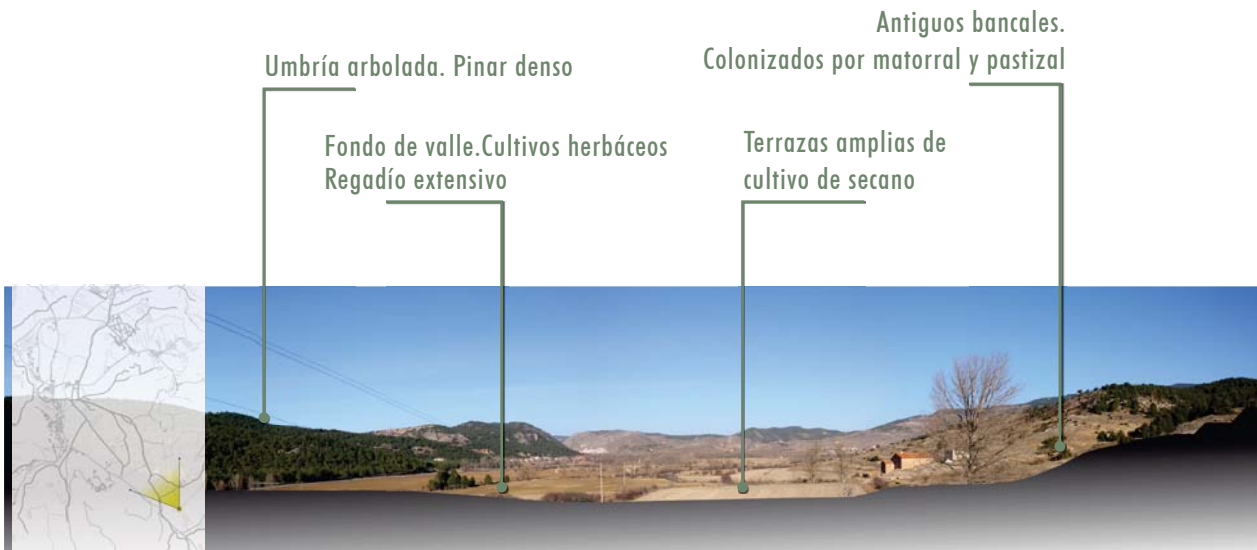 Antiguos bancales.
Colonizados por matorral y pastizal
Umbría arbolada. Pinar denso
Fondo de valle.Cultivos herbáceos
Regadío extensivo
Terrazas amplias de
cultivo de secano